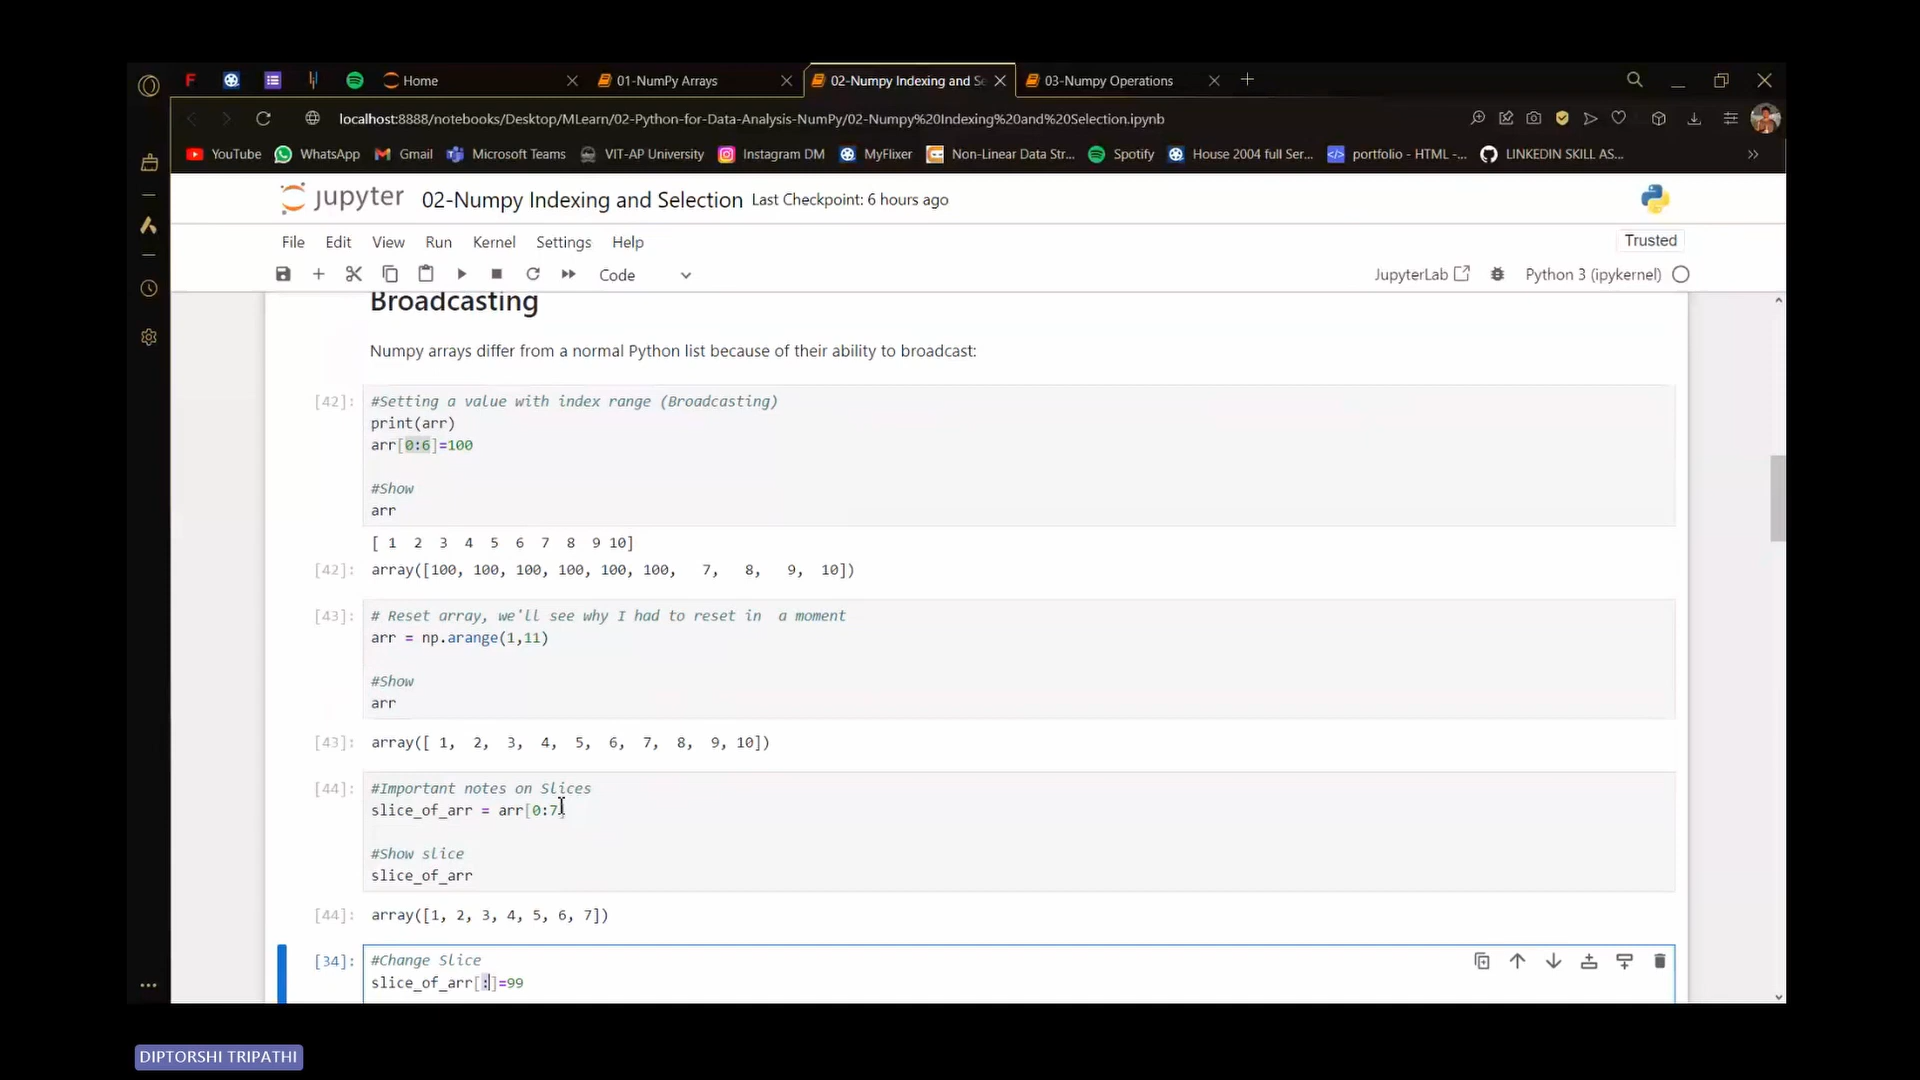 Home
01-NumPy Arrays
02-Numpy Indexing and Se
03-Numpy Operations
localhost:8888/notebooks/Desktop/MLearn/02-Python-for-Data-Analysis-NumPy/02-Numpy%20Indexing%20and%20Selection.ipynb
YouTube WhatsApp Gmail Microsoft Teams VIT-AP University Instagram DM MyFlixer Non-Linear Data Str... Spotify House 2004 full Ser... portfolio - HTML -... LINKEDIN SKILL AS...
jupyter 02-Numpy Indexing and Selection Last Checkpoint: 6 hours ago
File Edit View Run Kernel Settings Help
Trusted
Code
JupyterLab Python 3 (ipykernel)
Broadcasting
Numpy arrays differ from a normal Python list because of their ability to broadcast:
[42]: #Setting a value with index range (Broadcasting)
print(arr)
arr[0:6]=100
#Show
arr
[ 1 2 3 4 5 6 7 8 9 10]
[42]: array([100, 100, 100, 100, 100, 100, 7, 8, 9, 10])
[43]: # Reset array, we'll see why I had to reset in a moment
arr = np.arange(1,11)
#Show
arr
[43]: array([ 1, 2, 3, 4, 5, 6, 7, 8, 9, 10])
[44]: #Important notes on Slices
slice_of_arr = arr[0:7]
#Show slice
slice_of_arr
[44]: array([1, 2, 3, 4, 5, 6, 7])
[34]: #Change Slice
slice_of_arr[:]=99
DIPTORSHI TRIPATHI